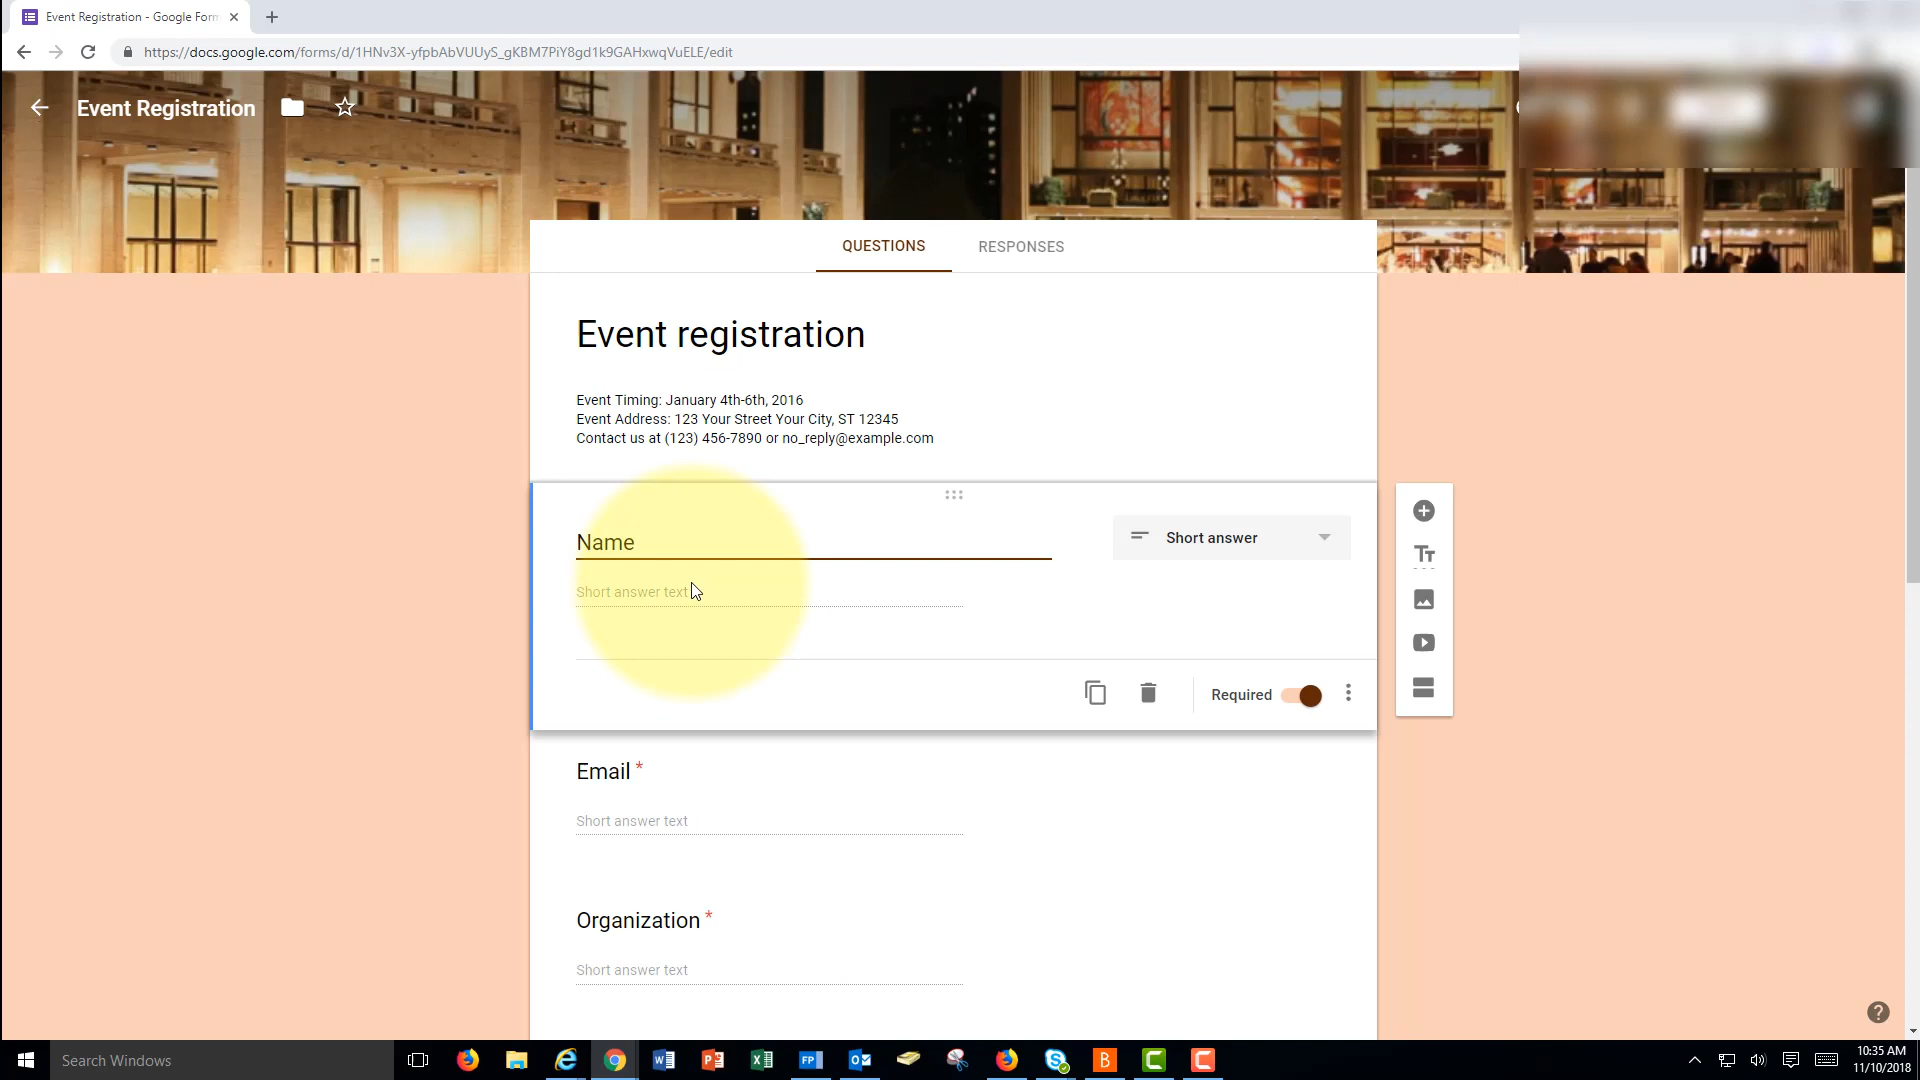 Event Registration - Google Form
https://docs.google.com/forms/d/1HNv3X-yfpbAbVUUyS_gKBM7PiY8gd1k9GAHxwqVuELE/edit
Event Registration
QUESTIONS
RESPONSES
Event registration
Event Timing: January 4th-6th, 2016
Event Address: 123 Your Street Your City, ST 12345
Contact us at (123) 456-7890 or no_reply@example.com
Name
Short answer
Short answer text
Required
Email *
Short answer text
Organization *
Short answer text
Search Windows
10:35 AM
11/10/2018